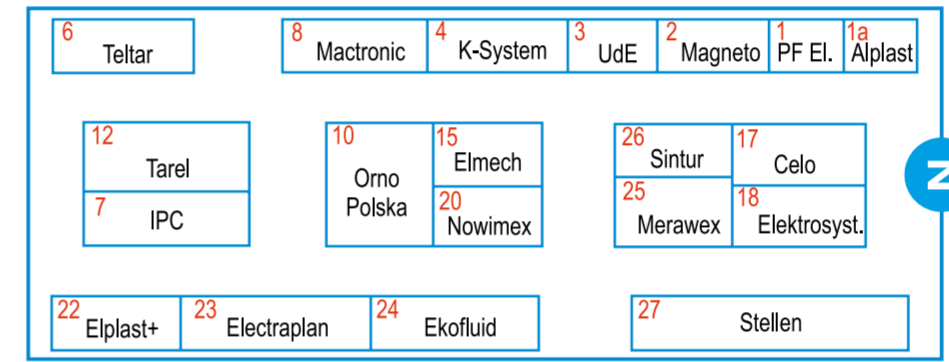 6
Teltar
8
Mactronic
4
K-System
3
UdE
2
Magneto
1
PF El.
1a
Alplast
12
Tarel
7
IPC
10
Orno
Polska
15
Elmech
20
Nowimex
26
Sintur
17
Celo
25
Merawex
18
Elektrosyst.
N
22
Elplast+
23
Electraplan
24
Ekofluid
27
Stellen